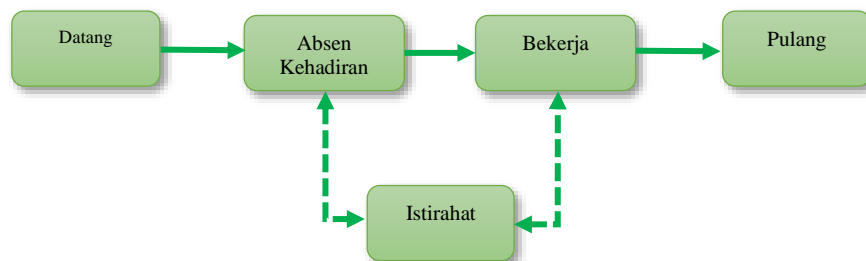 Datang
Absen
Kehadiran
Bekerja
Pulang
Istirahat